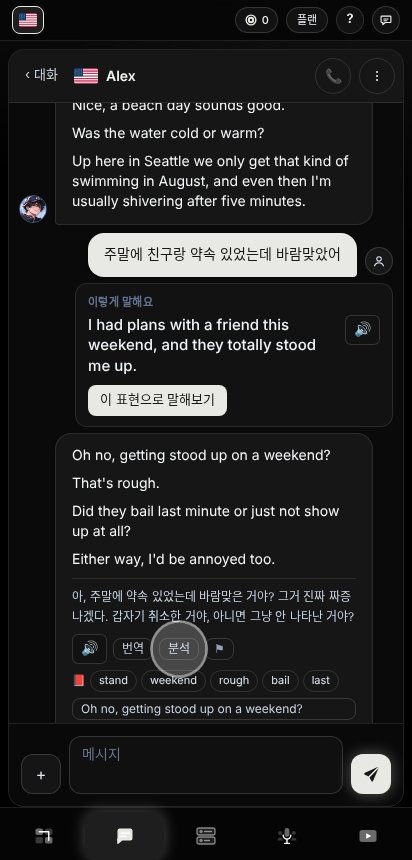 0
플랜
?
‹ 대화
Alex
Nice, a beach day sounds good.
Was the water cold or warm?
Up here in Seattle we only get that kind of
swimming in August, and even then I'm
usually shivering after five minutes.
주말에 친구랑 약속 있었는데 바람맞았어
이렇게 말해요
I had plans with a friend this
weekend, and they totally stood
me up.
이 표현으로 말해보기
Oh no, getting stood up on a weekend?
That's rough.
Did they bail last minute or just not show
up at all?
Either way, I'd be annoyed too.
아, 주말에 약속 있었는데 바람맞은 거야? 그거 진짜 짜증
나겠다. 갑자기 취소한 거야, 아니면 그냥 안 나타난 거야?
번역
분석
stand
weekend
rough
bail
last
Oh no, getting stood up on a weekend?
+
메시지